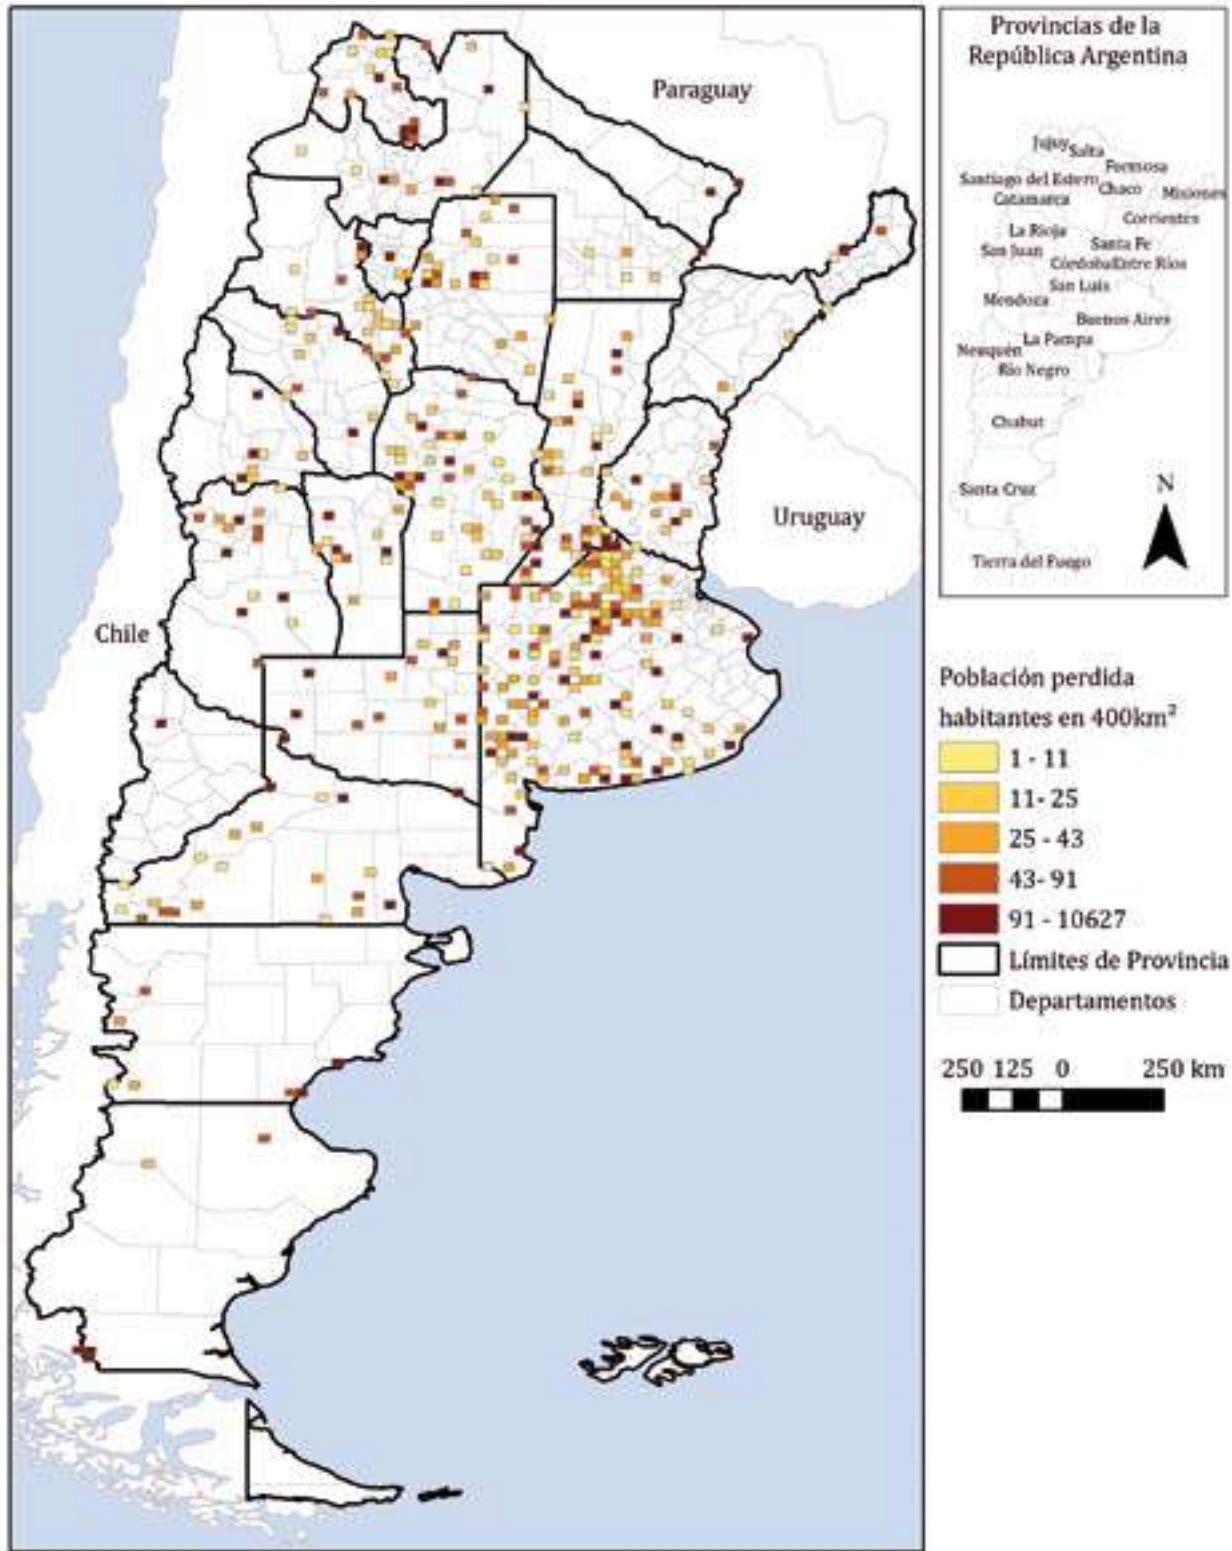 Paraguay
Uruguay
Chile
Provincias de la
República Argentina
Jujuy
Salta
Formosa
Santiago del Estero
Chaco
Misiones
Catamarca
Corrientes
La Rioja
Santa Fe
San Juan
Córdoba
Entre Ríos
San Luis
Mendoza
Buenos Aires
La Pampa
Neuquén
Río Negro
Chabut
Santa Cruz
N
Tierra del Fuego
Población perdida
habitantes en 400km²
1 - 11
11- 25
25 - 43
43- 91
91 - 10627
Límites de Provincia
Departamentos
250 125 0 250 km